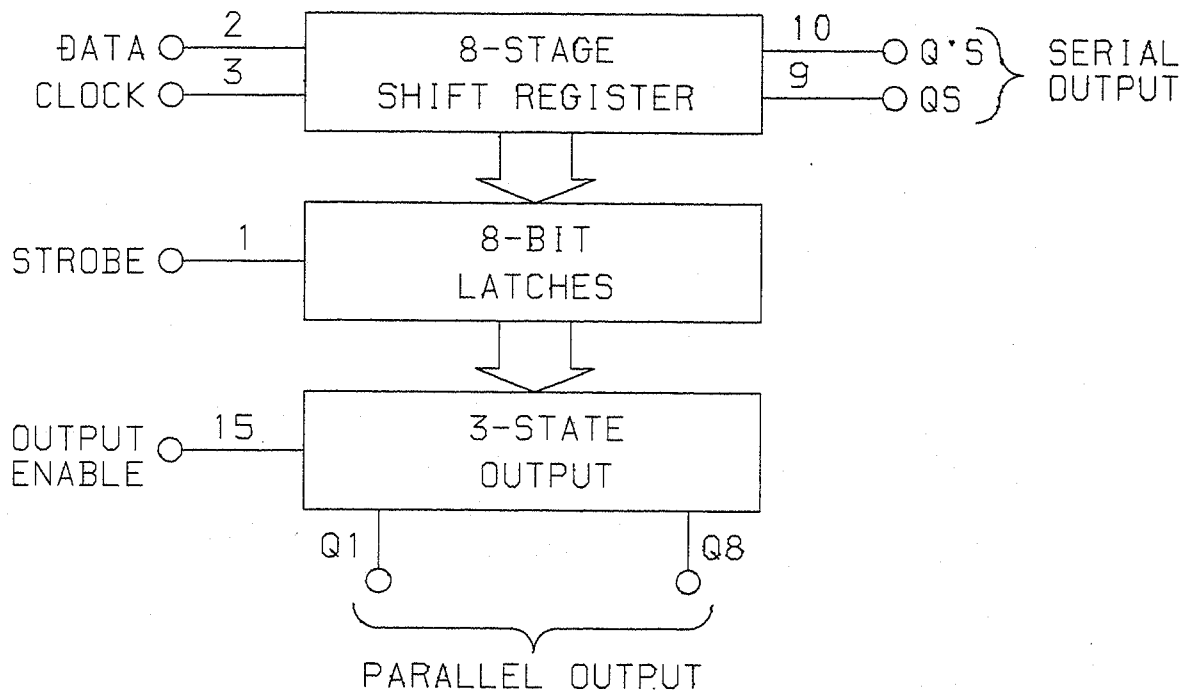 DATA
2
CLOCK
3
8-STAGE
SHIFT REGISTER
10
Q'S
9
QS
SERIAL
OUTPUT
STROBE
1
8-BIT
LATCHES
OUTPUT
ENABLE
15
3-STATE
OUTPUT
Q1
Q8
PARALLEL OUTPUT